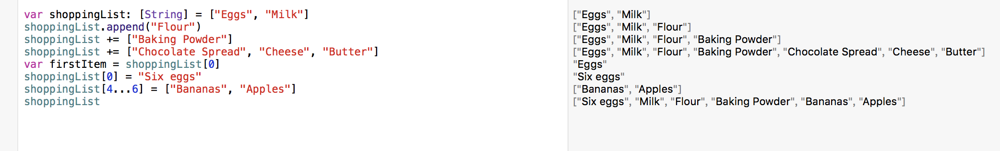 var shoppingList: [String] = ["Eggs", "Milk"]
shoppingList.append("Flour")
shoppingList += ["Baking Powder"]
shoppingList += ["Chocolate Spread", "Cheese", "Butter"]
var firstItem = shoppingList[0]
shoppingList[0] = "Six eggs"
shoppingList[4...6] = ["Bananas", "Apples"]
shoppingList
["Eggs", "Milk"]
["Eggs", "Milk", "Flour"]
["Eggs", "Milk", "Flour", "Baking Powder"]
["Eggs", "Milk", "Flour", "Baking Powder", "Chocolate Spread", "Cheese", "Butter"]
"Eggs"
"Six eggs"
["Bananas", "Apples"]
["Six eggs", "Milk", "Flour", "Baking Powder", "Bananas", "Apples"]